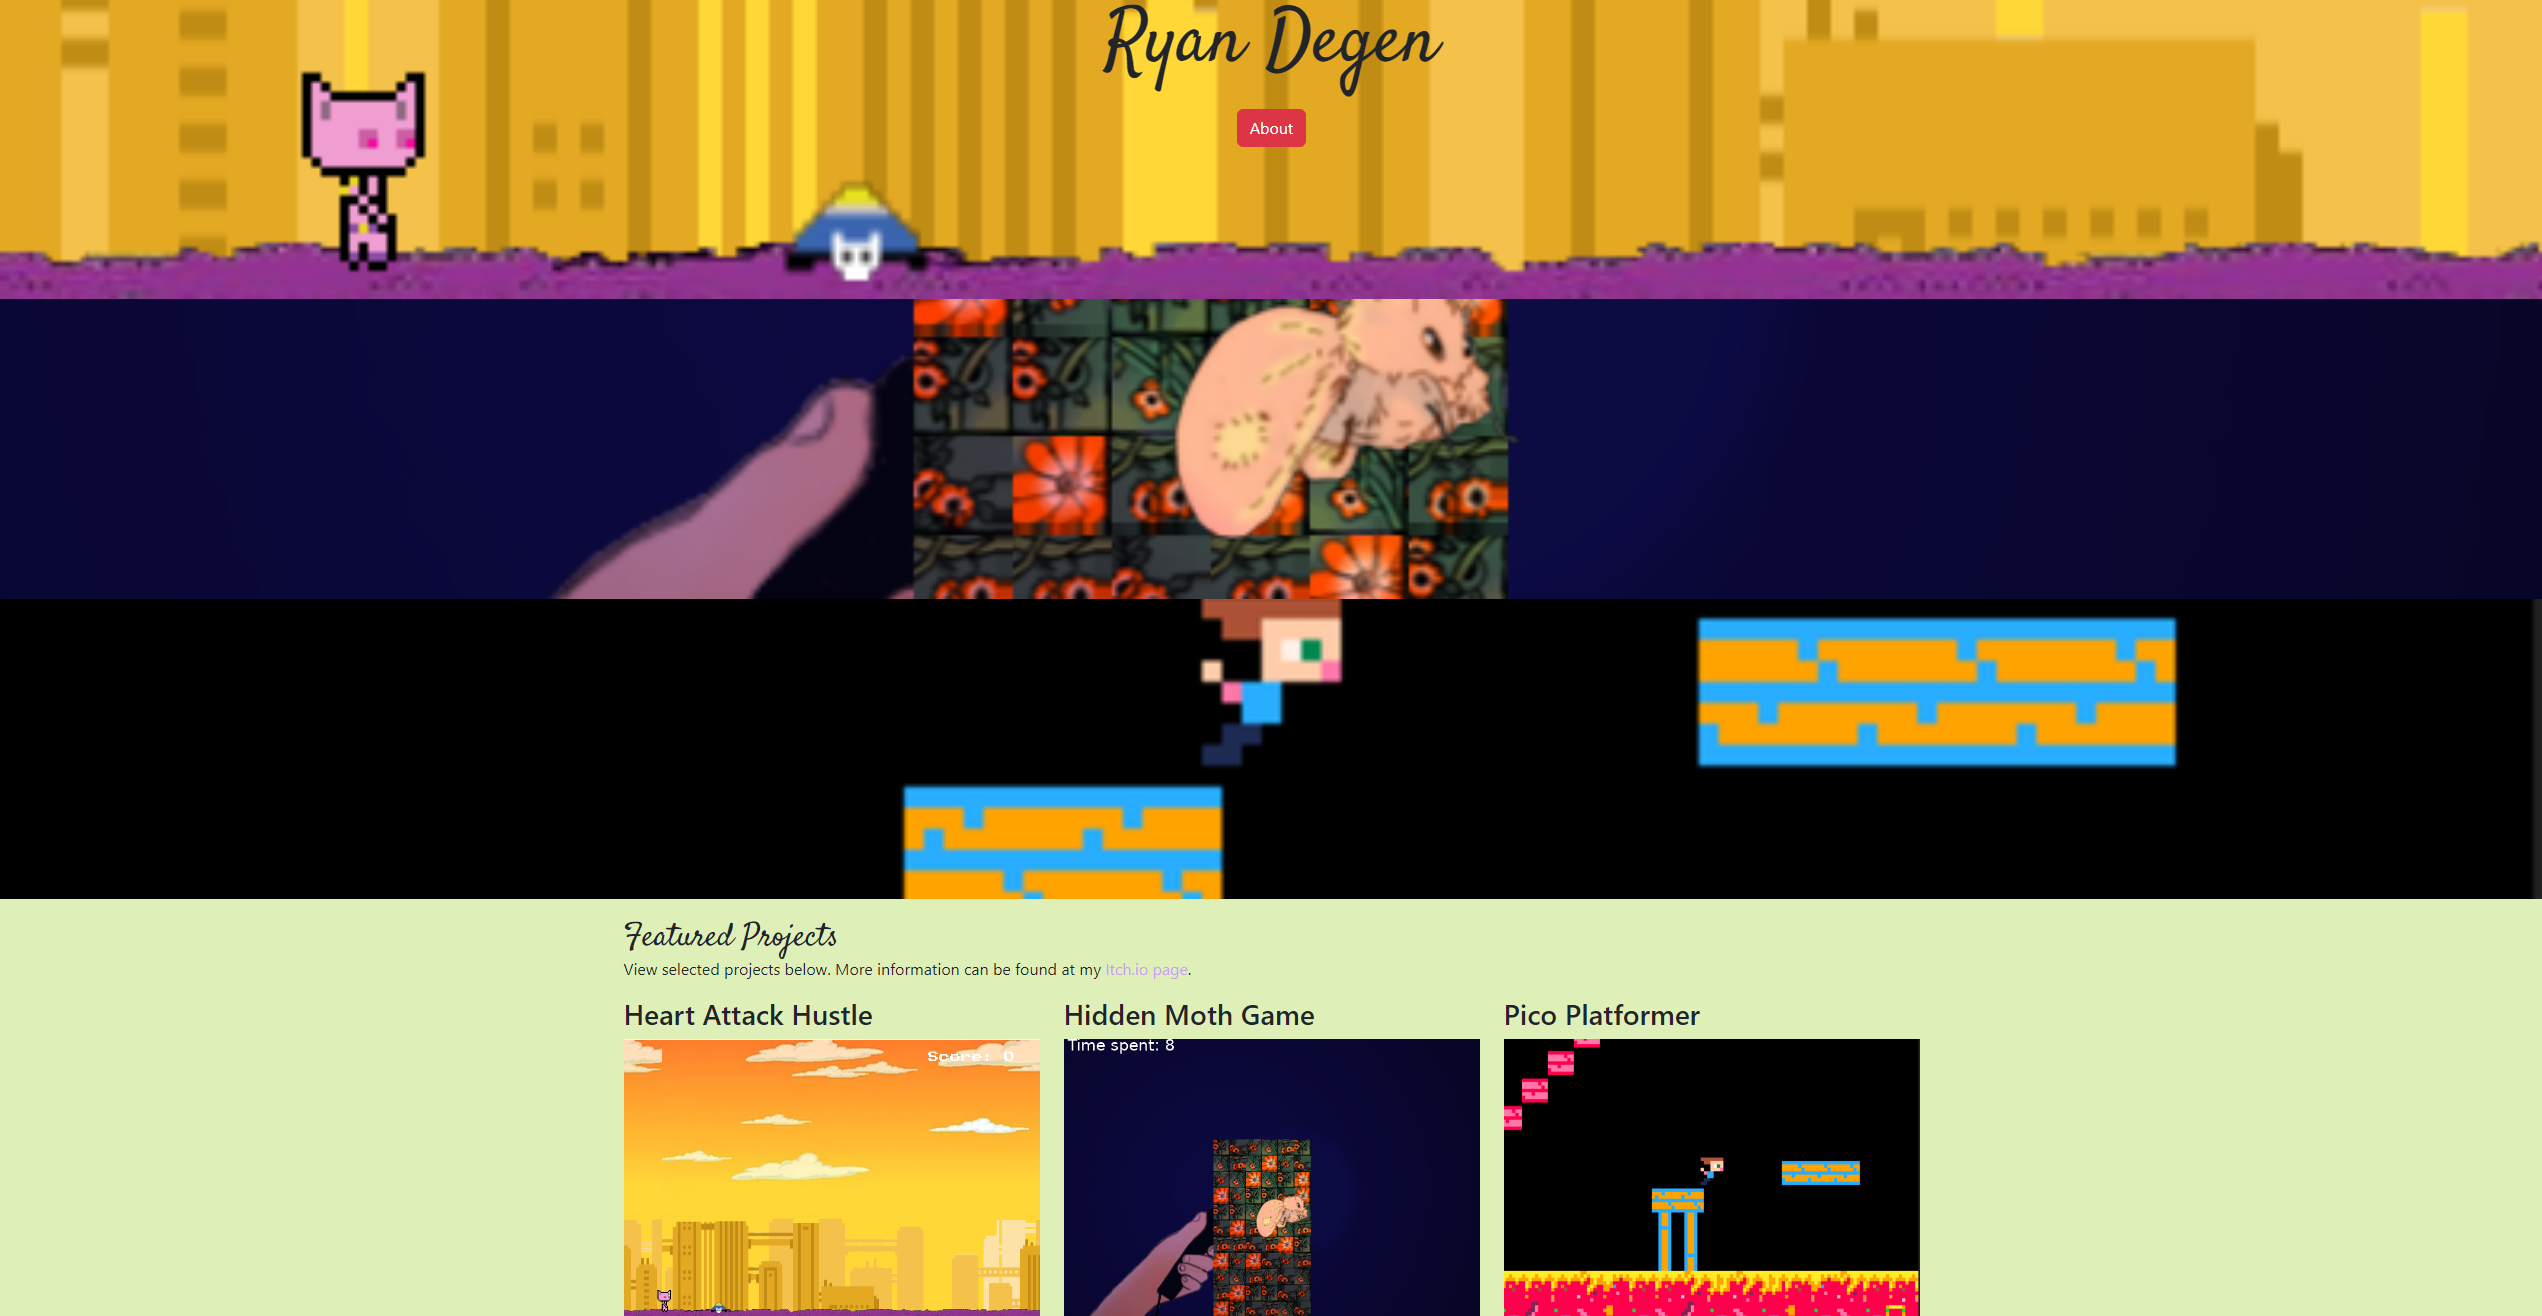 Ryan Degen
About
Featured Projects
View selected projects below. More information can be found at my Itch.io page.
Heart Attack Hustle
Hidden Moth Game
Pico Platformer
Score: 0
Time spent: 8